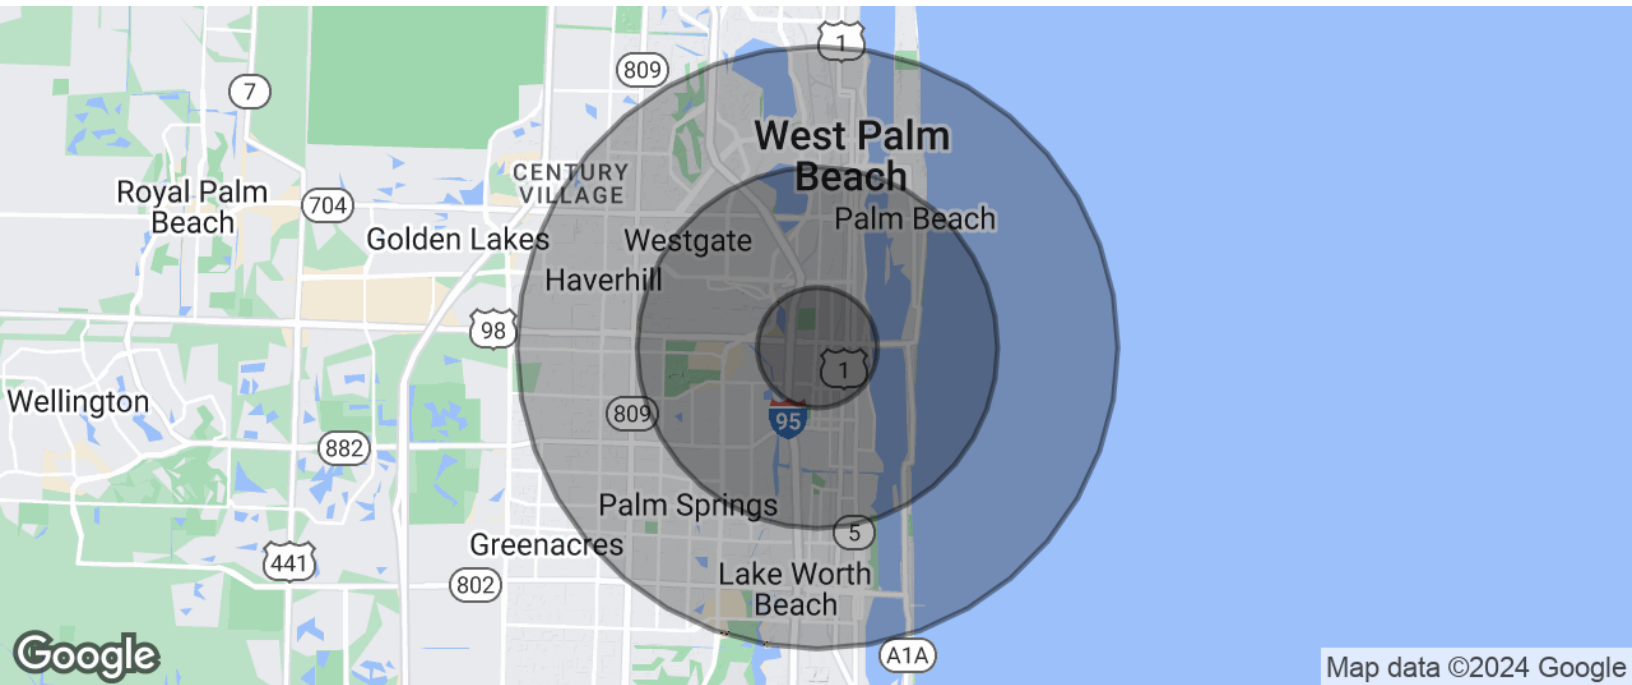 1
809
7
West Palm
Beach
CENTURY
VILLAGE
Royal Palm
Beach
704
Palm Beach
Golden Lakes
Westgate
Haverhill
98
1
Wellington
809
95
882
Palm Springs
5
Greenacres
441
Lake Worth
Beach
802
Google
A1A
Map data ©2024 Google